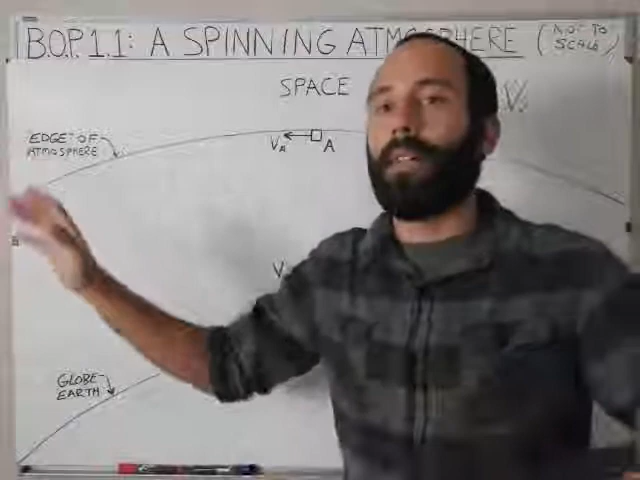 B.O.P. 1.1: A SPINNING ATMOSPHERE (NOT TO SCALE)
SPACE
EDGE OF
ATMOSPHERE
VA
A
V
GLOBE
EARTH